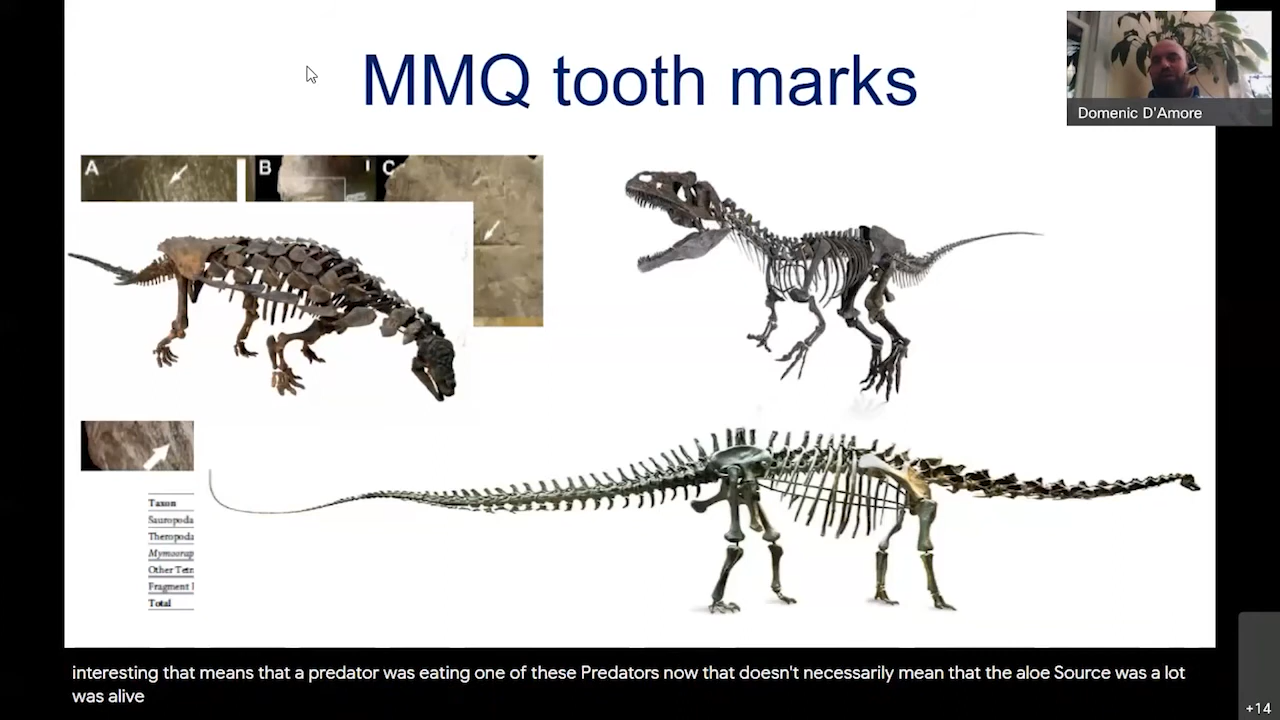 MMQ tooth marks
Domenic D'Amore
A
B
C
Taxon
Sauropoda
Theropoda
Mymoorap
Other Tetr
Fragment
Total
interesting that means that a predator was eating one of these Predators now that doesn't necessarily mean that the aloe Source was a lot
was alive
+14